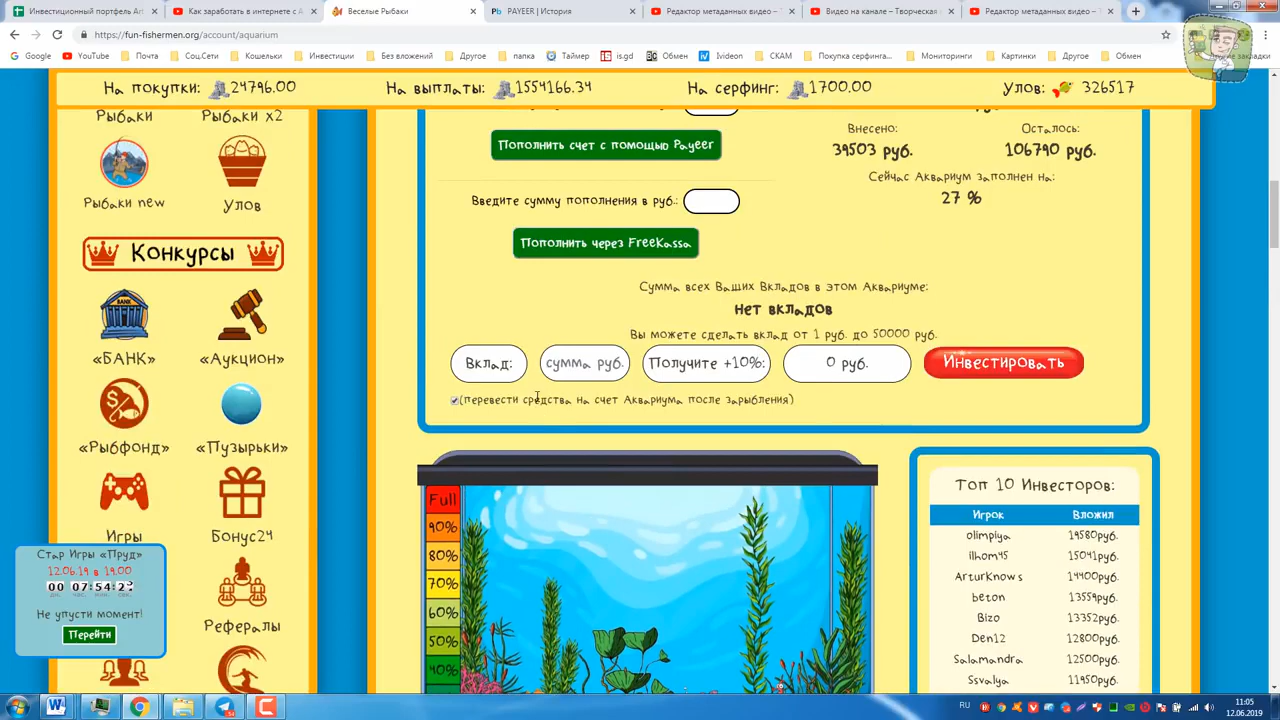 Инвестиционный портфель Art
Как заработать в интернете с А
Веселые Рыбаки
PAYEER | История
Редактор метаданных видео –
Видео на канале – Творческая
Редактор метаданных видео –
https://fun-fishermen.org/account/aquarium
Google
YouTube
Почта
Соц.Сети
Кошельки
Инвестиции
Без вложений
Другое
папка
Таймер
is.gd
Обмен
Ivideon
СКАМ
Покупка серфинга...
Мониторинги
Картинки
Другое
Обмен
На покупки: 24796.00
На выплаты: 1554166.34
На серфинг: 1700.00
Улов: 326517
Рыбаки
Рыбаки x2
Рыбаки new
Улов
Конкурсы
«БАНК»
«Аукцион»
«Рыбфонд»
«Пузырьки»
Игры
Бонус24
Рефералы
Стар Игры «Пруд»
12.06.19 в 19.00
Не упусти момент!
Перейти
Пополнить счет с помощью Payeer
Введите сумму пополнения в руб.:
Пополнить через FreeKassa
Внесено:
39503 руб.
Осталось:
106790 руб.
Сейчас Аквариум заполнен на:
27 %
Сумма всех Ваших Вкладов в этом Аквариуме:
нет вкладов
Вы можете сделать вклад от 1 руб. до 50000 руб.
Вклад:
сумма руб.
Получите +10%:
0 руб.
Инвестировать
(перевести средства на счет Аквариума после зарыбления)
Full
90%
80%
70%
60%
50%
40%
Топ 10 Инвесторов:
Игрок Вложил
olimpiya 19580руб.
ilhom45 15041руб.
ArturKnows 14400руб.
beton 13559руб.
Bizo 13352руб.
Den12 12800руб.
Salamandra 12500руб.
Ssvalya 11950руб.
RU
11:05
12.06.2019